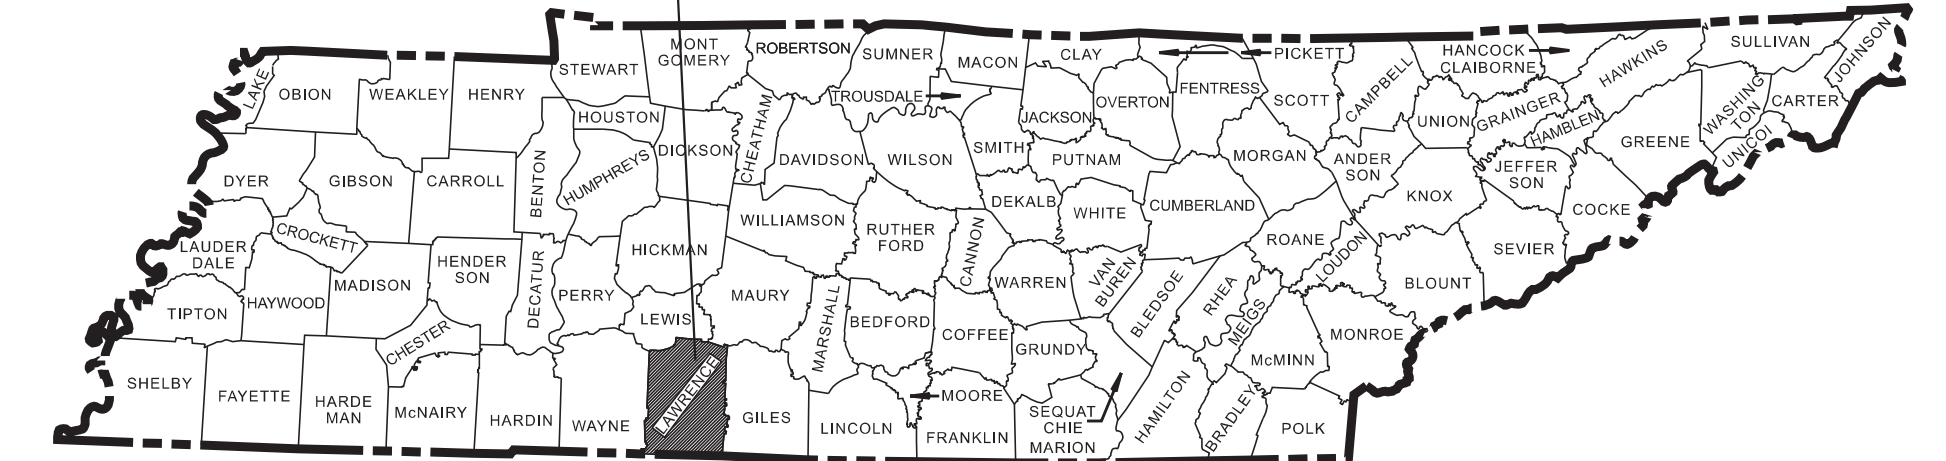 LAKE
OBION
WEAKLEY
HENRY
STEWART
MONT
GOMERY
ROBERTSON
SUMNER
MACON
CLAY
PICKETT
HANCOCK
CLAIBORNE
HAWKINS
SULLIVAN
JOHNSON
TROUSDALE
HOUSTON
CHEATHAM
JACKSON
OVERTON
FENTRESS
SCOTT
CAMPBELL
UNION
GRAINGER
HAMBLEN
GREENE
WASHING
TON
UNICOI
CARTER
DYER
GIBSON
CARROLL
BENTON
HUMPHREYS
DICKSON
DAVIDSON
WILSON
SMITH
PUTNAM
MORGAN
ANDER
SON
KNOX
JEFFER
SON
COCKE
LAUDER
DALE
CROCKETT
HICKMAN
WILLIAMSON
RUTHER
FORD
CANNON
DEKALB
WHITE
CUMBERLAND
ROANE
LOUDON
SEVIER
BLOUNT
TIPTON
HAYWOOD
MADISON
HENDER
SON
DECATUR
PERRY
LEWIS
MAURY
MARSHALL
BEDFORD
COFFEE
WARREN
VAN
BUREN
BLEDSOE
RHEA
MEIGS
MONROE
McMINN
GRUNDY
CHESTER
SHELBY
FAYETTE
HARDE
MAN
McNAIRY
HARDIN
WAYNE
LAWRENCE
GILES
LINCOLN
MOORE
FRANKLIN
SEQUAT
CHIE
MARION
HAMILTON
BRADLEY
POLK